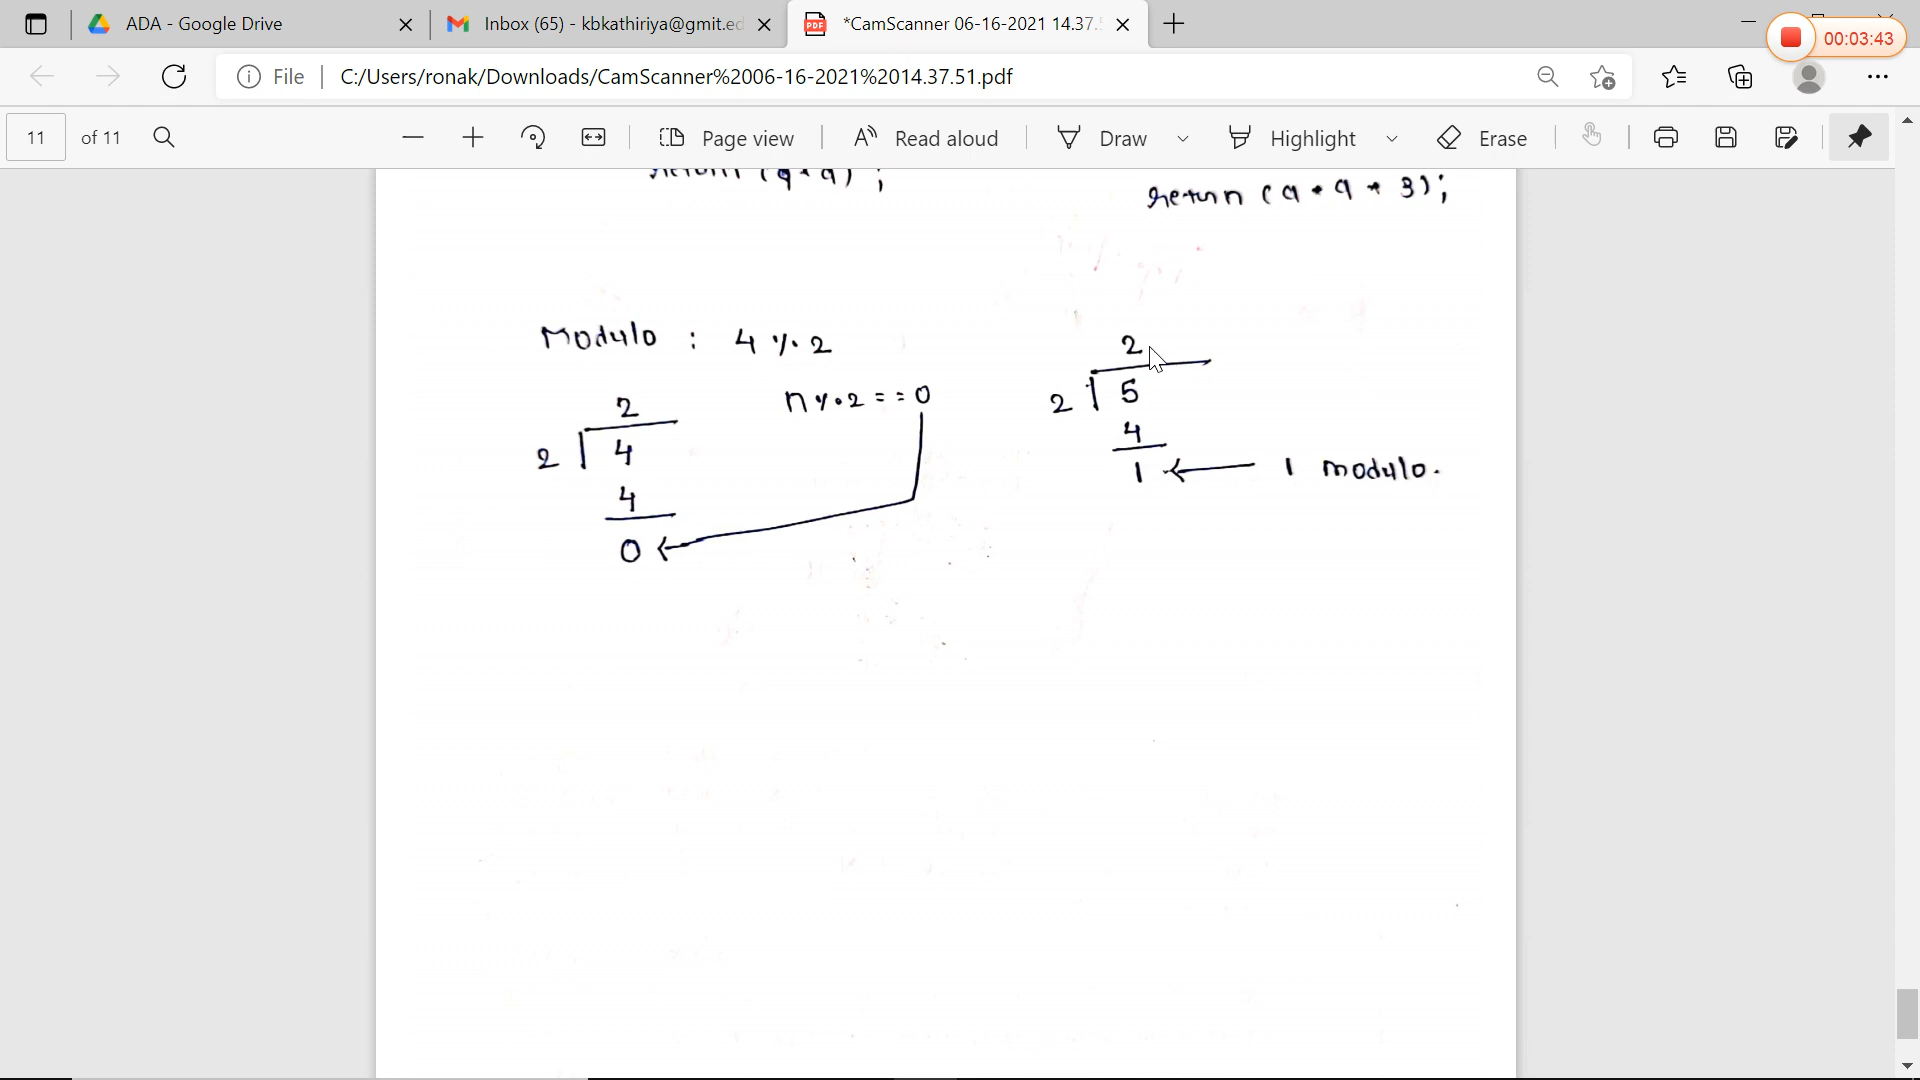 ADA - Google Drive
Inbox (65) - kbkathiriya@gmit.ed
*CamScanner 06-16-2021 14.37.5
00:03:43
File
C:/Users/ronak/Downloads/CamScanner%2006-16-2021%2014.37.51.pdf
11 of 11
Page view
Read aloud
Draw
Highlight
Erase
return (a*a);
return (a * a * 3);
Modulo : 4 % 2
n % 2 == 0
2
2 4
4
0
2
2 5
4
1 ← 1 modulo.